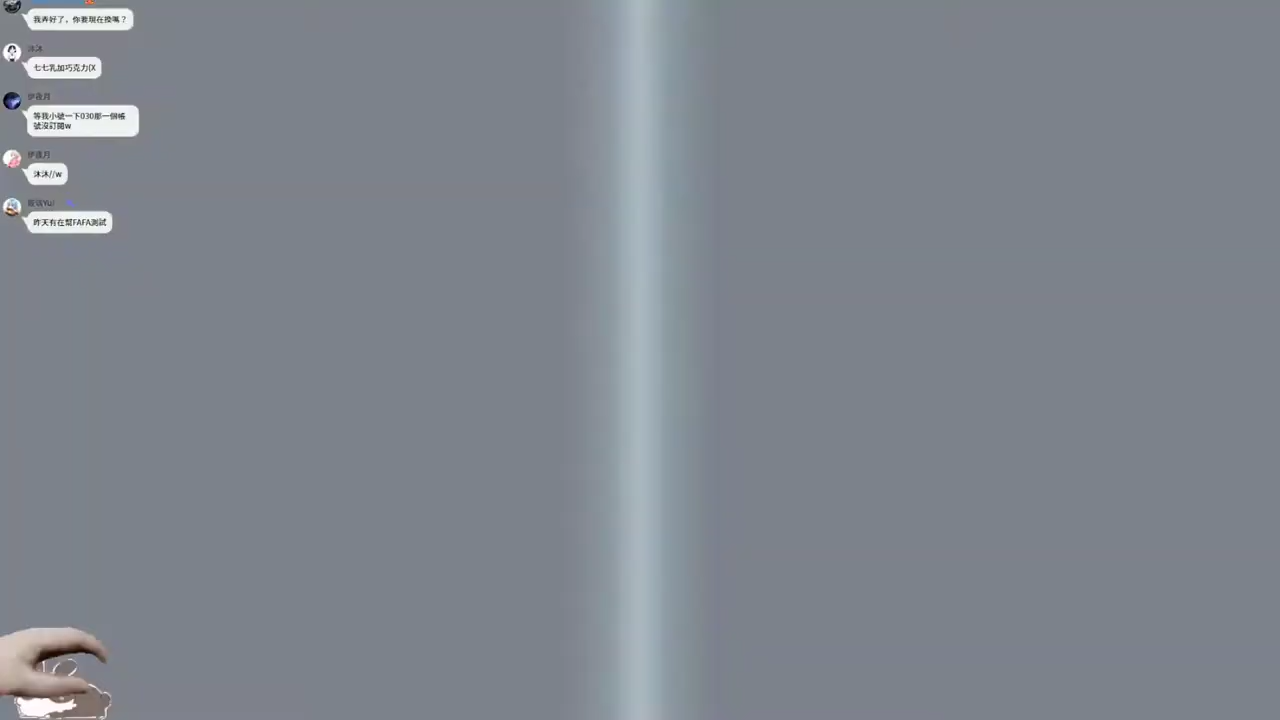 我弄好了，你要現在換嗎？
沐沐
七七乳加巧克力(X
伊夜月
等我小號一下030那一個帳
號沒訂閱w
伊夜月
沐沐//w
昨天有在幫FAFA測試